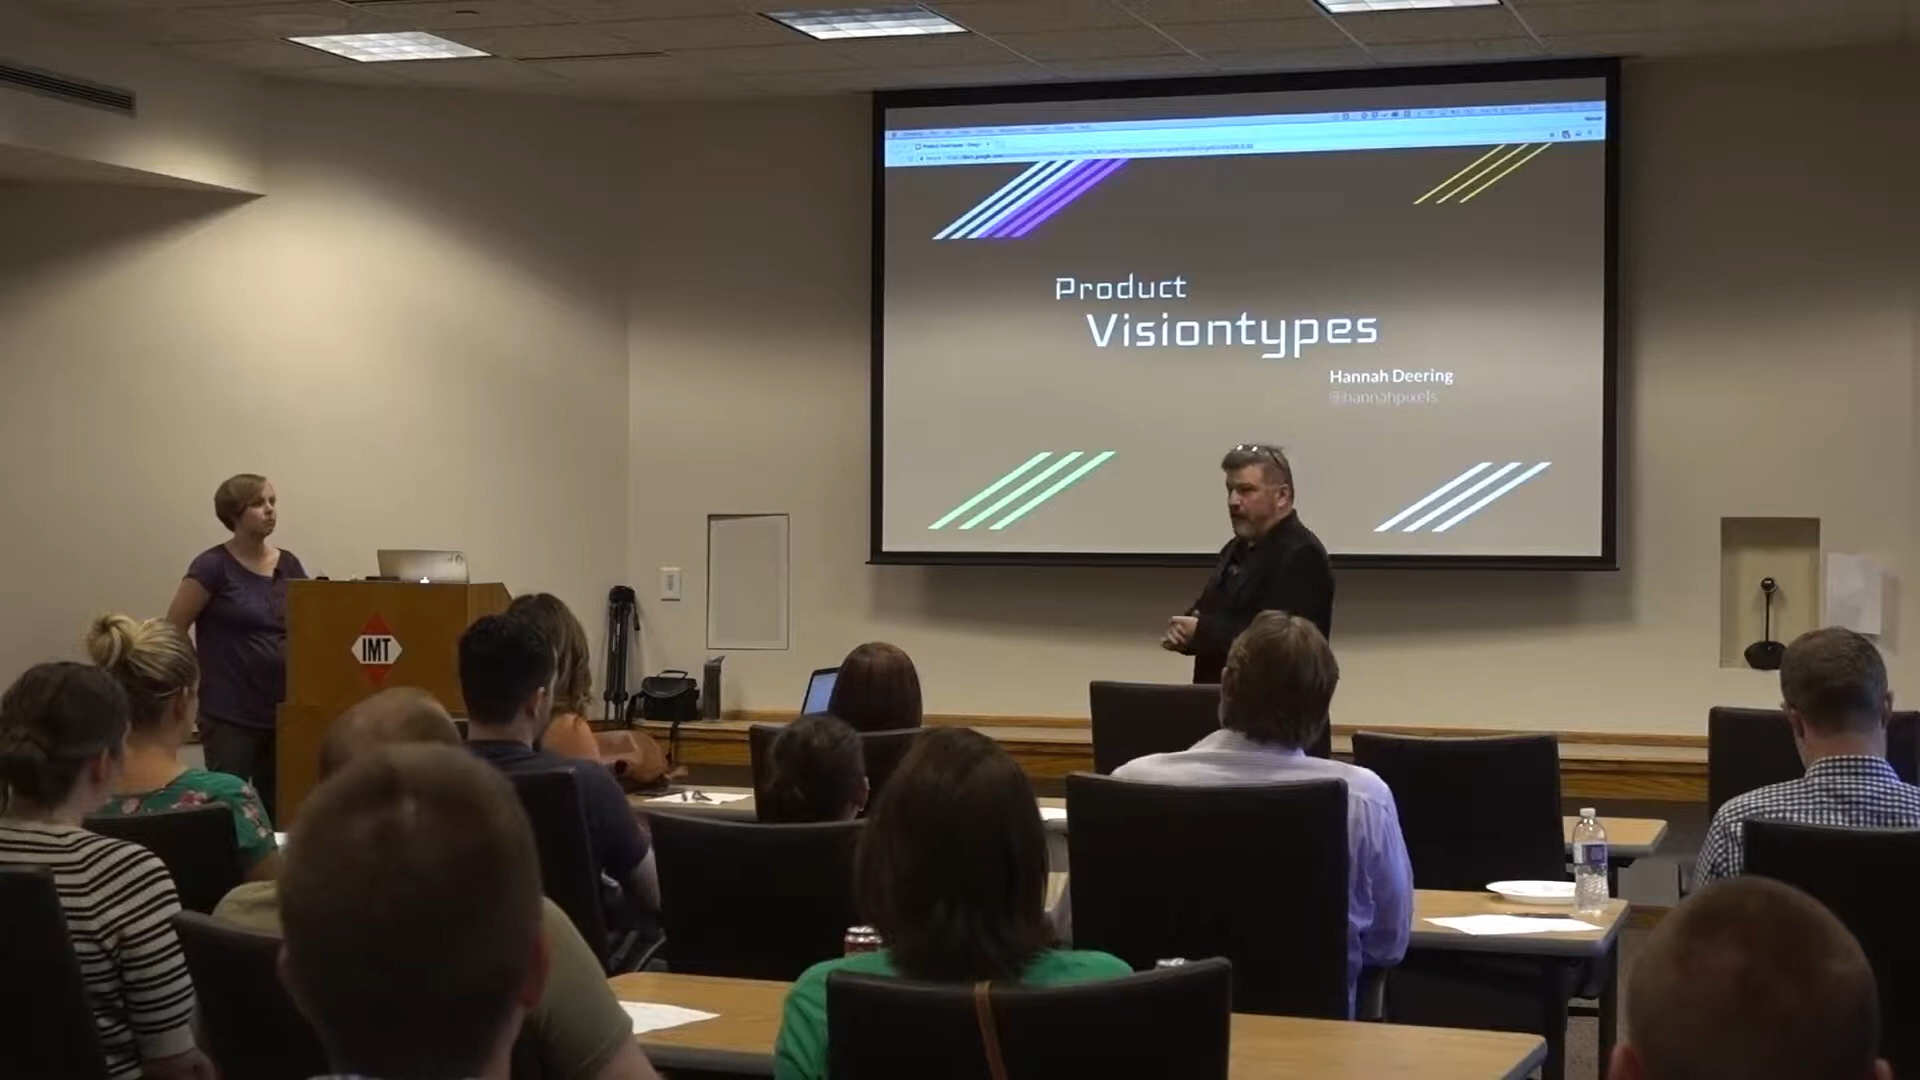 Product
Visiontypes
Hannah Deering
@hannahpixels
IMT